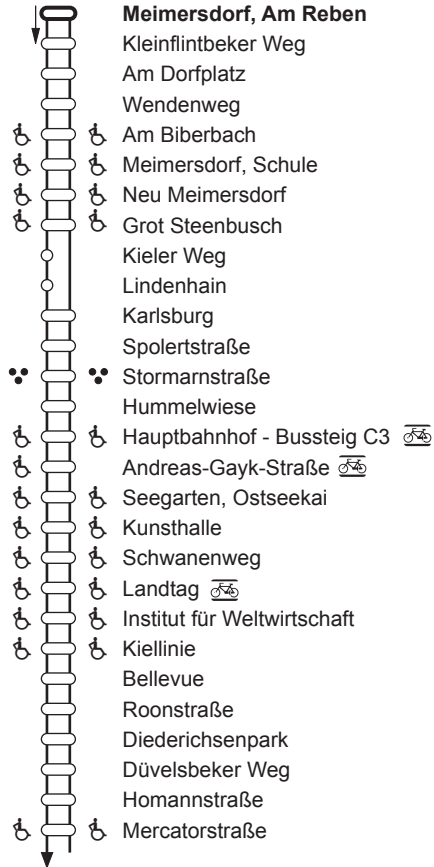 Meimersdorf, Am Reben
Kleinflintbeker Weg
Am Dorfplatz
Wendenweg
Am Biberbach
Meimersdorf, Schule
Neu Meimersdorf
Grot Steenbusch
Kieler Weg
Lindenhain
Karlsburg
Spolertstraße
Stormarnstraße
Hummelwiese
Hauptbahnhof - Bussteig C3
Andreas-Gayk-Straße
Seegarten, Ostseekai
Kunsthalle
Schwanenweg
Landtag
Institut für Weltwirtschaft
Kiellinie
Bellevue
Roonstraße
Diederichsenpark
Düvelsbeker Weg
Homannstraße
Mercatorstraße